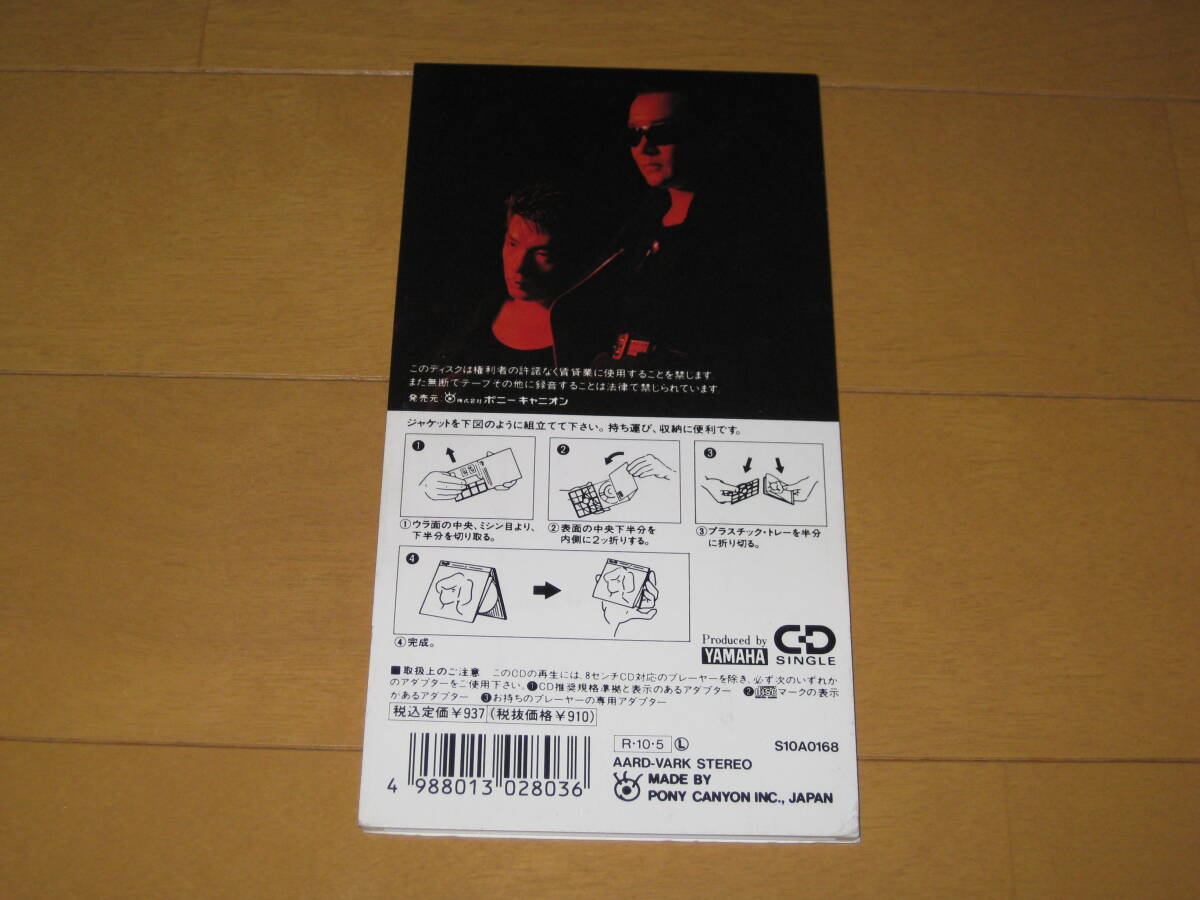 このディスクは権利者の許諾なく賃貸業に使用することを禁じます
また無断でテープその他に録音することは法律で禁じられています
発売元:株式会社ポニーキャニオン
ジャケットを下図のように組立てて下さい。持ち運び、収納に便利です。
❶ ❷ ❸
①ウラ面の中央、ミシン目より、
下半分を切り取る。
②表面の中央下半分を
内側に2ッ折りする。
③プラスチック・トレーを半分
に折り切る。
❹
④完成。
Produced by
YAMAHA
CD
SINGLE
■取扱上のご注意 このCDの再生には、8センチCD対応のプレーヤーを除き、必ず次のいずれか
のアダプターをご使用下さい。❶CD推奨規格準拠と表示のあるアダプター ❷マークの表示
があるアダプター ❸お持ちのプレーヤーの専用アダプター
税込定価¥937(税抜価格¥910)
R・10・5 Ⓛ S10A0168
AARD-VARK STEREO
MADE BY
PONY CANYON INC., JAPAN
4 988013 028036